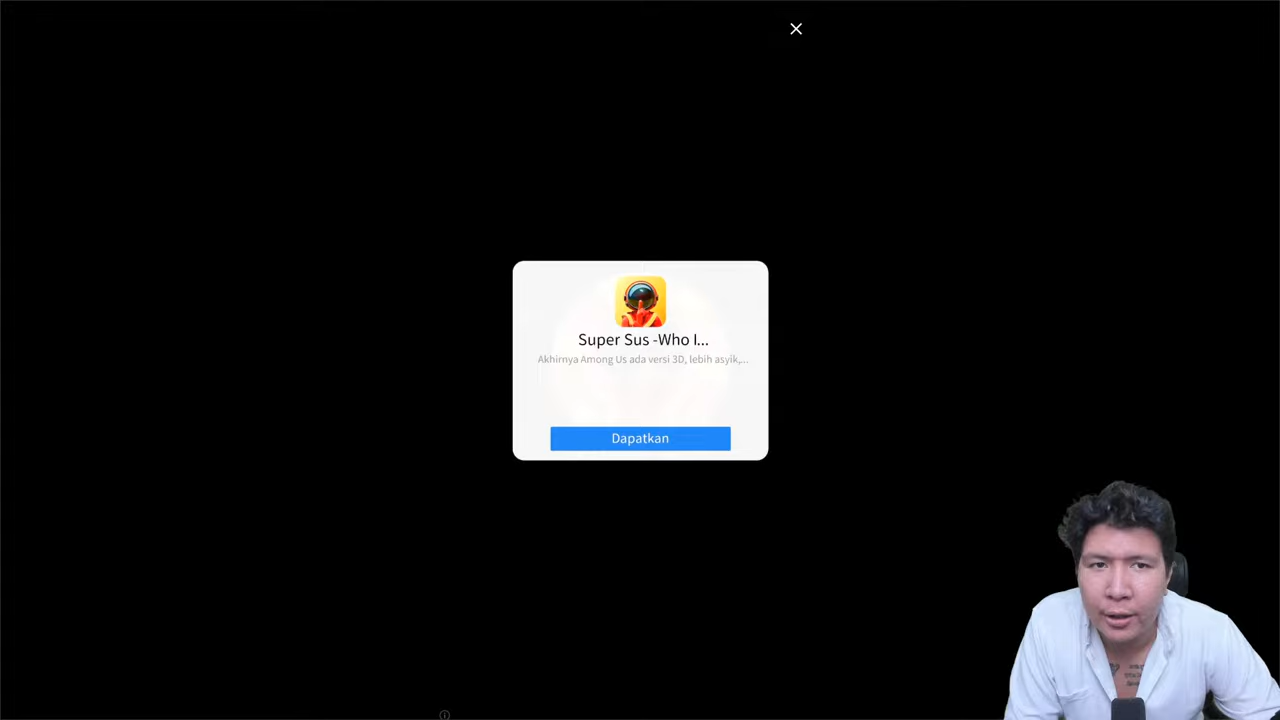 Super Sus -Who I...
Akhirnya Among Us ada versi 3D, lebih asyik,...
Dapatkan